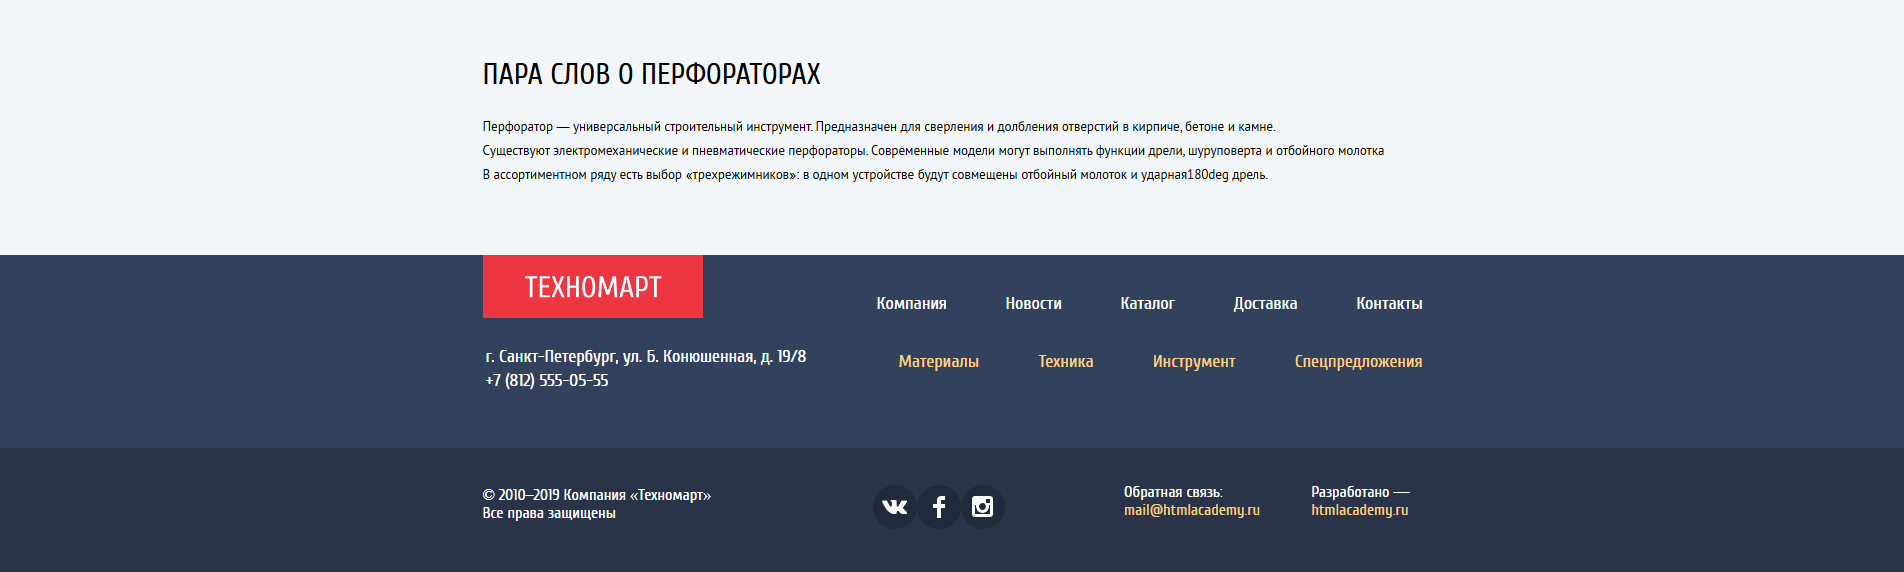 ПАРА СЛОВ О ПЕРФОРАТОРАХ
Перфоратор — универсальный строительный инструмент. Предназначен для сверления и долбления отверстий в кирпиче, бетоне и камне.
Существуют электромеханические и пневматические перфораторы. Современные модели могут выполнять функции дрели, шуруповерта и отбойного молотка
В ассортиментном ряду есть выбор «трехрежимников»: в одном устройстве будут совмещены отбойный молоток и ударная180deg дрель.
ТЕХНОМАРТ
Компания Новости Каталог Доставка Контакты
г. Санкт-Петербург, ул. Б. Конюшенная, д. 19/8
+7 (812) 555-05-55
Материалы Техника Инструмент Спецпредложения
© 2010–2019 Компания «Техномарт»
Все права защищены
Обратная связь:
mail@htmlacademy.ru
Разработано —
htmlacademy.ru